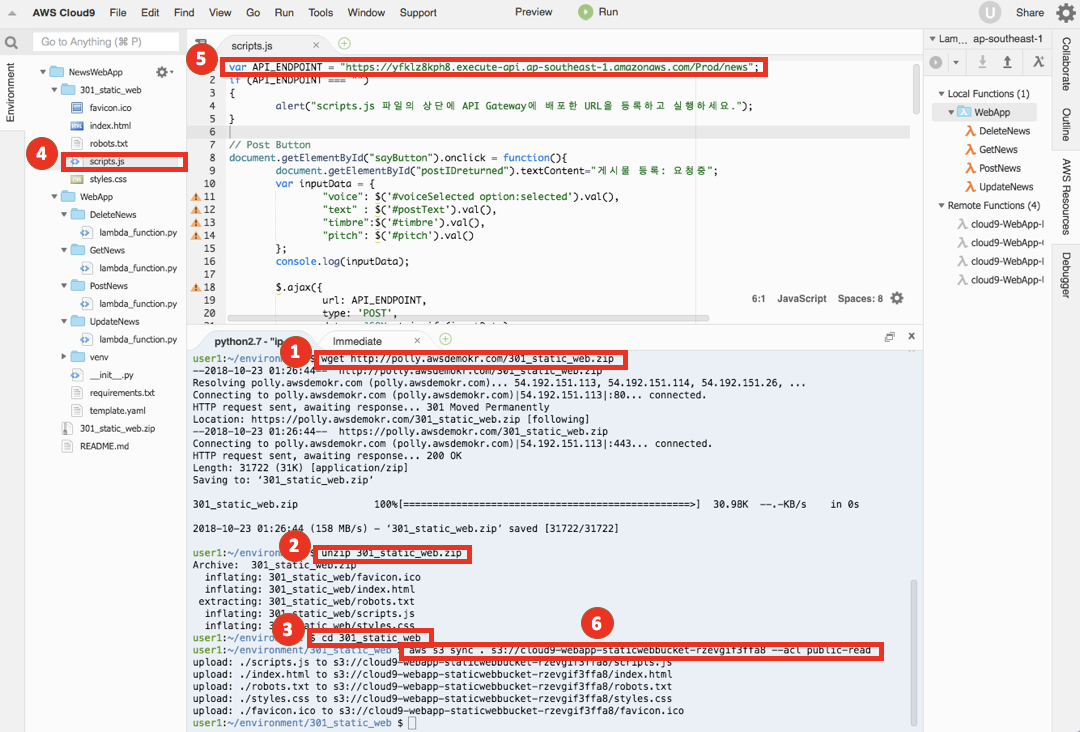 AWS Cloud9 File Edit Find View Go Run Tools Window Support Preview Run U Share
Go to Anything (⌘ P)
Environment
NewsWebApp
301_static_web
favicon.ico
index.html
robots.txt
4
scripts.js
styles.css
WebApp
DeleteNews
lambda_function.py
GetNews
lambda_function.py
PostNews
lambda_function.py
UpdateNews
lambda_function.py
venv
__init__.py
requirements.txt
template.yaml
301_static_web.zip
README.md
scripts.js
5
var API_ENDPOINT = "https://yfklz8kph8.execute-api.ap-southeast-1.amazonaws.com/Prod/news";
2 if (API_ENDPOINT === "")
3 {
4 alert("scripts.js 파일의 상단에 API Gateway에 배포한 URL을 등록하고 실행하세요.");
5 }
6
7 // Post Button
8 document.getElementById("sayButton").onclick = function(){
9 document.getElementById("postIDreturned").textContent="게시물 등록: 요청중";
10 var inputData = {
11 "voice": $('#voiceSelected option:selected').val(),
12 "text" : $('#postText').val(),
13 "timbre":$('#timbre').val(),
14 "pitch": $('#pitch').val()
15 };
16 console.log(inputData);
17
18 $.ajax({
19 url: API_ENDPOINT,
20 type: 'POST',
6:1 JavaScript Spaces: 8
python2.7 - "ip- Immediate
1
user1:~/environ $ wget http://polly.awsdemokr.com/301_static_web.zip
--2018-10-23 01:26:44-- http://polly.awsdemokr.com/301_static_web.zip
Resolving polly.awsdemokr.com (polly.awsdemokr.com)... 54.192.151.113, 54.192.151.114, 54.192.151.26, ...
Connecting to polly.awsdemokr.com (polly.awsdemokr.com)|54.192.151.113|:80... connected.
HTTP request sent, awaiting response... 301 Moved Permanently
Location: https://polly.awsdemokr.com/301_static_web.zip [following]
--2018-10-23 01:26:44-- https://polly.awsdemokr.com/301_static_web.zip
Connecting to polly.awsdemokr.com (polly.awsdemokr.com)|54.192.151.113|:443... connected.
HTTP request sent, awaiting response... 200 OK
Length: 31722 (31K) [application/zip]
Saving to: ‘301_static_web.zip’
301_static_web.zip 100%[=================================================>] 30.98K --.-KB/s in 0s
2018-10-23 01:26:44 (158 MB/s) - ‘301_static_web.zip’ saved [31722/31722]
2
user1:~/environ $ unzip 301_static_web.zip
Archive: 301_static_web.zip
inflating: 301_static_web/favicon.ico
inflating: 301_static_web/index.html
extracting: 301_static_web/robots.txt
inflating: 301_static_web/scripts.js
inflating: 301_static_web/styles.css
3
user1:~/environ $ cd 301_static_web
6
user1:~/environment/301_static_web $ aws s3 sync . s3://cloud9-webapp-staticwebbucket-rzevgif3ffa8 --acl public-read
upload: ./scripts.js to s3://cloud9-webapp-staticwebbucket-rzevgif3ffa8/scripts.js
upload: ./index.html to s3://cloud9-webapp-staticwebbucket-rzevgif3ffa8/index.html
upload: ./robots.txt to s3://cloud9-webapp-staticwebbucket-rzevgif3ffa8/robots.txt
upload: ./styles.css to s3://cloud9-webapp-staticwebbucket-rzevgif3ffa8/styles.css
upload: ./favicon.ico to s3://cloud9-webapp-staticwebbucket-rzevgif3ffa8/favicon.ico
user1:~/environment/301_static_web $
Lam... ap-southeast-1
Local Functions (1)
WebApp
DeleteNews
GetNews
PostNews
UpdateNews
Remote Functions (4)
cloud9-WebApp-
cloud9-WebApp-
cloud9-WebApp-
cloud9-WebApp-
Collaborate
Outline
AWS Resources
Debugger